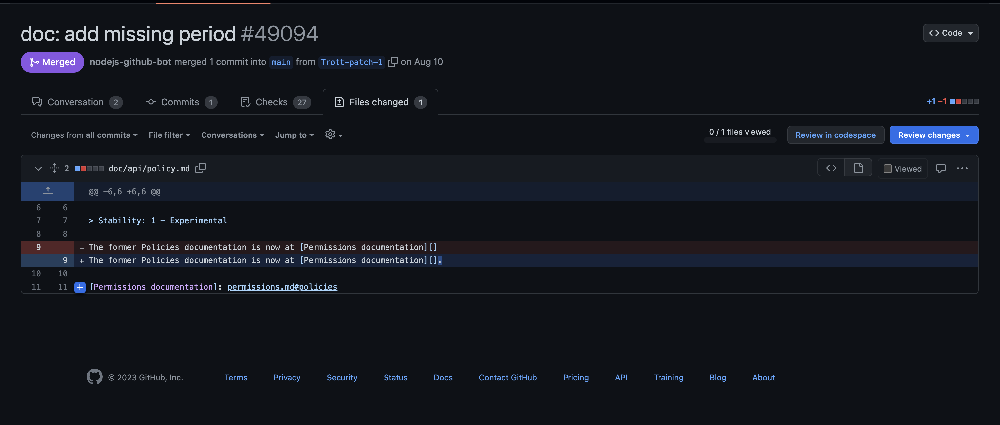 doc: add missing period #49094
Code
Merged nodejs-github-bot merged 1 commit into main from Trott-patch-1 on Aug 10
Conversation 2 Commits 1 Checks 27 Files changed 1 +1 −1
Changes from all commits File filter Conversations Jump to 0 / 1 files viewed Review in codespace Review changes
2 doc/api/policy.md Viewed
@@ -6,6 +6,6 @@
6 6
7 7 > Stability: 1 - Experimental
8 8
9 - The former Policies documentation is now at [Permissions documentation][]
9 + The former Policies documentation is now at [Permissions documentation][].
10 10
11 11 [Permissions documentation]: permissions.md#policies
© 2023 GitHub, Inc. Terms Privacy Security Status Docs Contact GitHub Pricing API Training Blog About